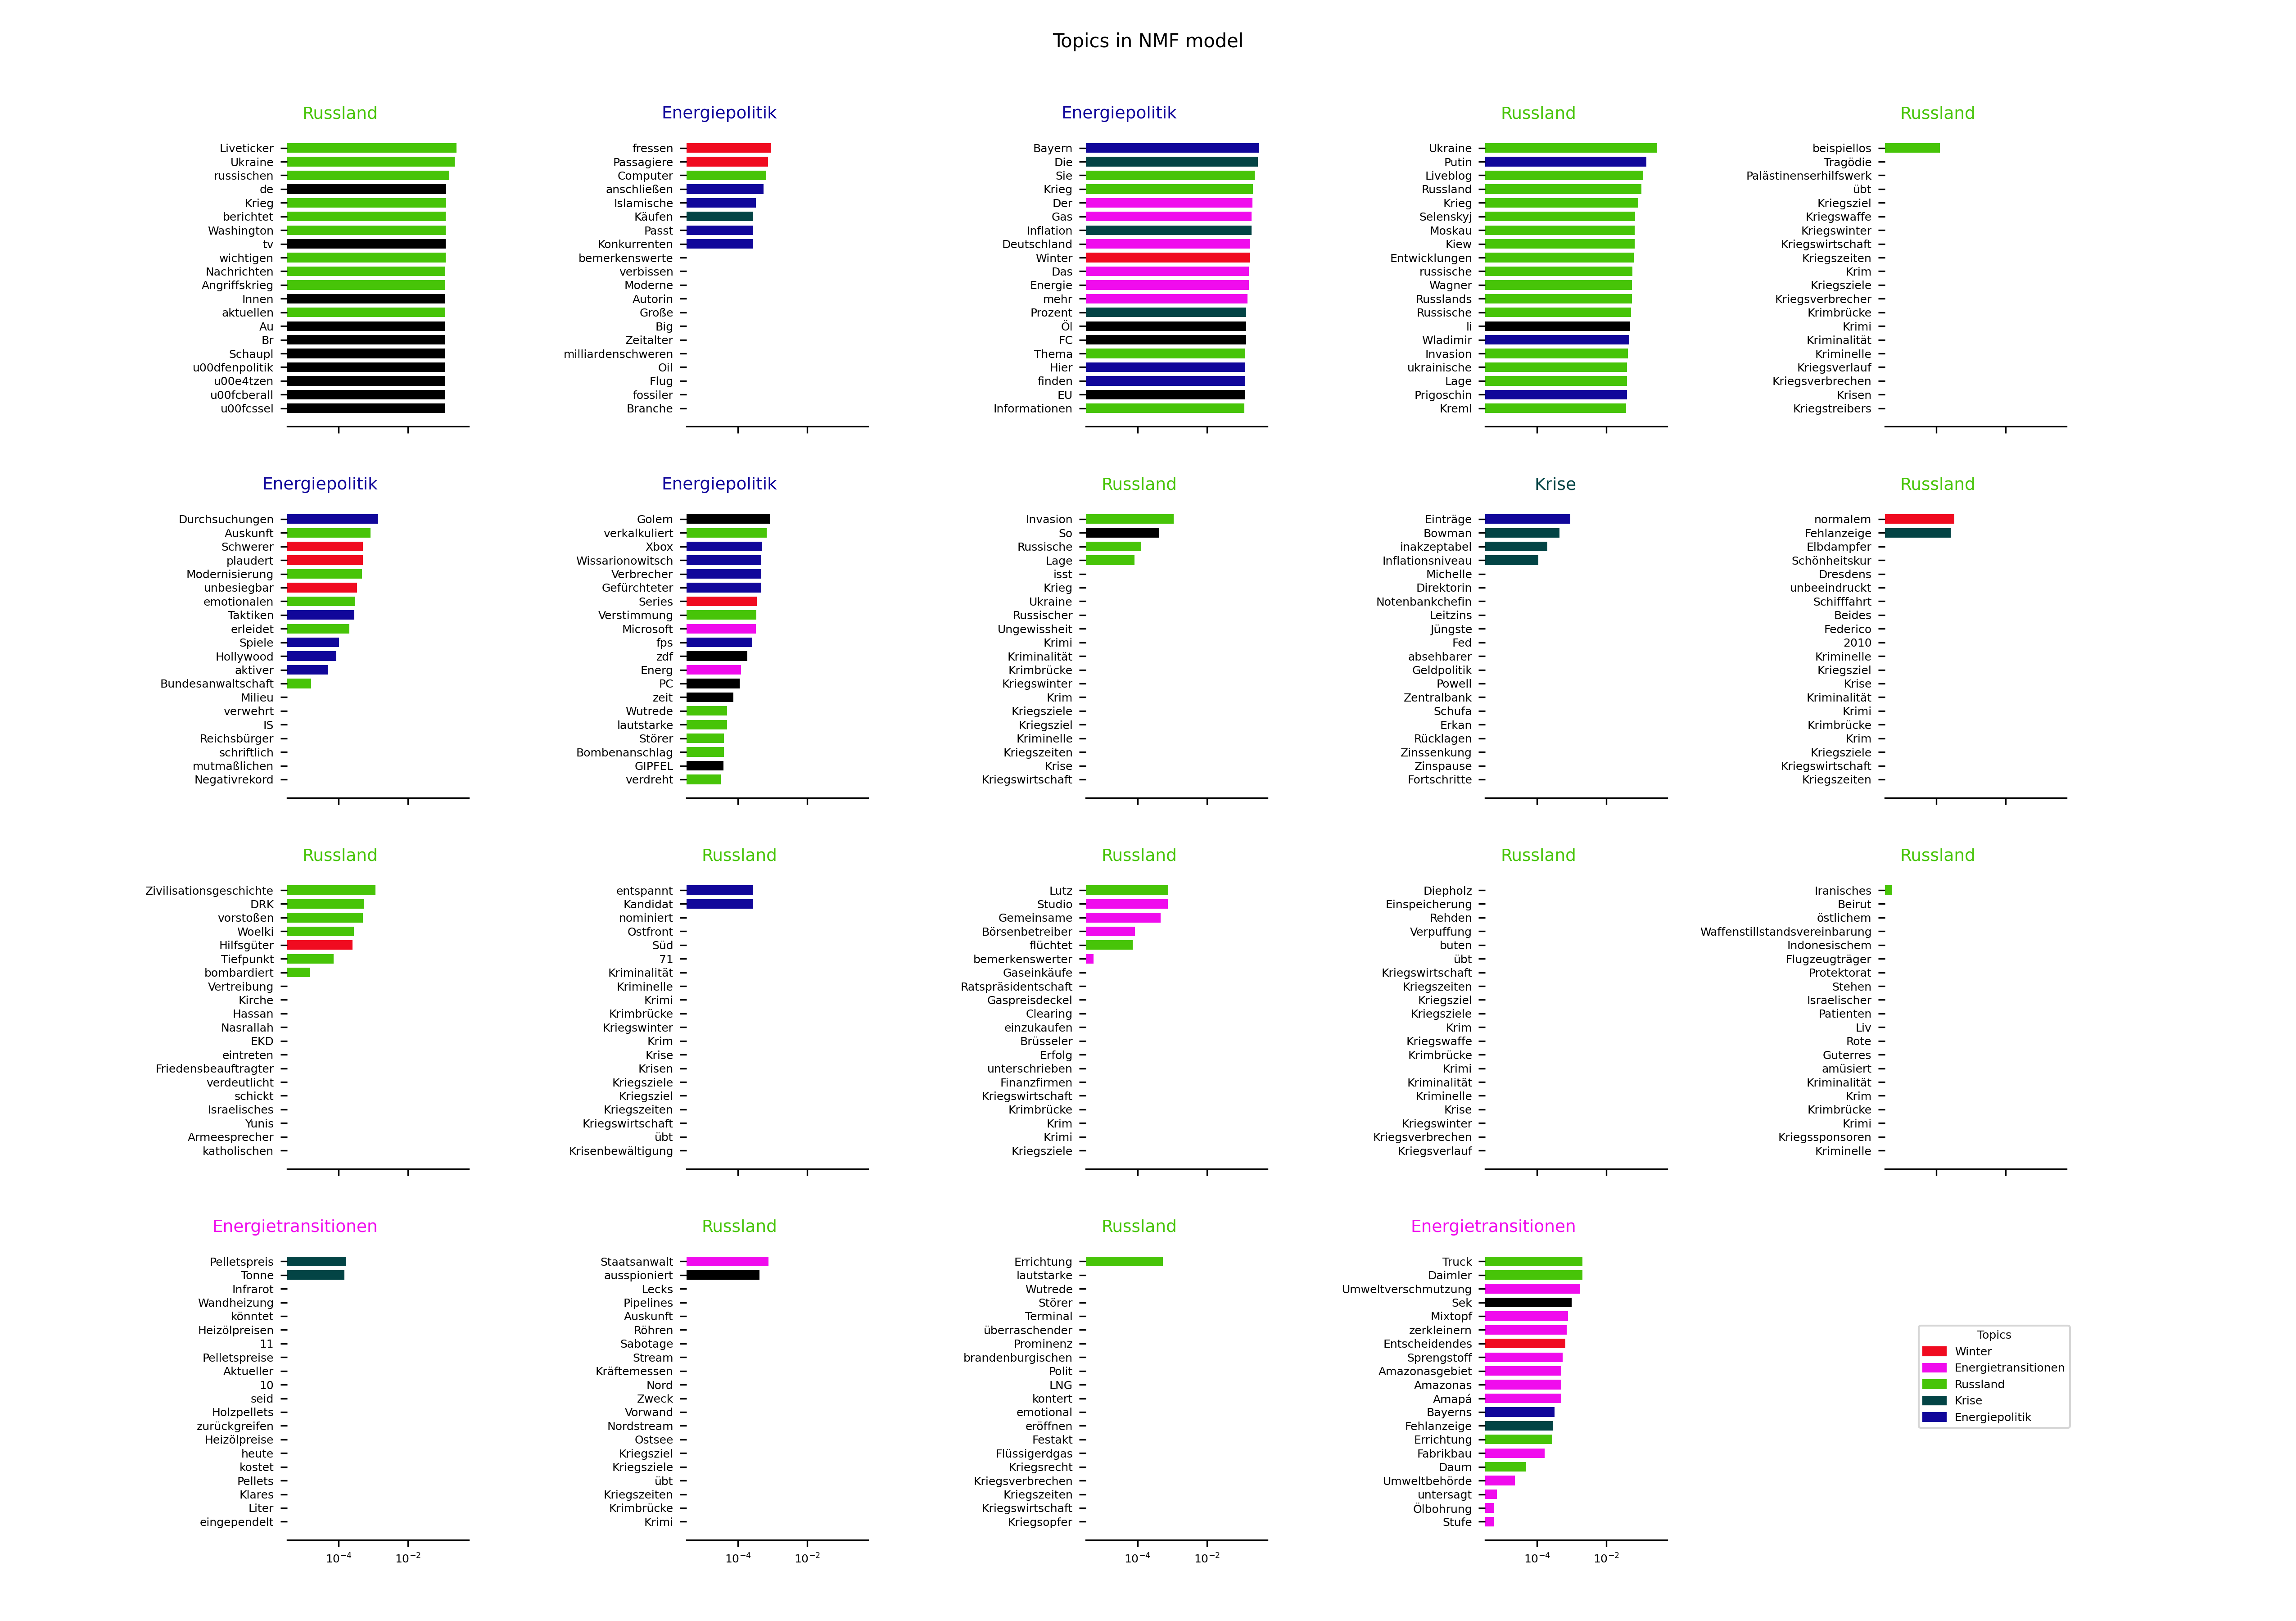 Topics in NMF model
Russland
Liveticker
Ukraine
russischen
de
Krieg
berichtet
Washington
tv
wichtigen
Nachrichten
Angriffskrieg
Innen
aktuellen
Au
Br
Schaupl
u00dfenpolitik
u00e4tzen
u00fcberall
u00fcssel
Energiepolitik
fressen
Passagiere
Computer
anschließen
Islamische
Käufen
Passt
Konkurrenten
bemerkenswerte
verbissen
Moderne
Autorin
Große
Big
Zeitalter
milliardenschweren
Oil
Flug
fossiler
Branche
Energiepolitik
Bayern
Die
Sie
Krieg
Der
Gas
Inflation
Deutschland
Winter
Das
Energie
mehr
Prozent
Öl
FC
Thema
Hier
finden
EU
Informationen
Russland
Ukraine
Putin
Liveblog
Russland
Krieg
Selenskyj
Moskau
Kiew
Entwicklungen
russische
Wagner
Russlands
Russische
li
Wladimir
Invasion
ukrainische
Lage
Prigoschin
Kreml
Russland
beispiellos
Tragödie
Palästinenserhilfswerk
übt
Kriegsziel
Kriegswaffe
Kriegswinter
Kriegswirtschaft
Kriegszeiten
Krim
Kriegsziele
Kriegsverbrecher
Krimbrücke
Krimi
Kriminalität
Kriminelle
Kriegsverlauf
Kriegsverbrechen
Krisen
Kriegstreibers
Energiepolitik
Durchsuchungen
Auskunft
Schwerer
plaudert
Modernisierung
unbesiegbar
emotionalen
Taktiken
erleidet
Spiele
Hollywood
aktiver
Bundesanwaltschaft
Milieu
verwehrt
IS
Reichsbürger
schriftlich
mutmaßlichen
Negativrekord
Energiepolitik
Golem
verkalkuliert
Xbox
Wissarionowitsch
Verbrecher
Gefürchteter
Series
Verstimmung
Microsoft
fps
zdf
Energ
PC
zeit
Wutrede
lautstarke
Störer
Bombenanschlag
GIPFEL
verdreht
Russland
Invasion
So
Russische
Lage
isst
Krieg
Ukraine
Russischer
Ungewissheit
Krimi
Kriminalität
Krimbrücke
Kriegswinter
Krim
Kriegsziele
Kriegsziel
Kriminelle
Kriegszeiten
Krise
Kriegswirtschaft
Krise
Einträge
Bowman
inakzeptabel
Inflationsniveau
Michelle
Direktorin
Notenbankchefin
Leitzins
Jüngste
Fed
absehbarer
Geldpolitik
Powell
Zentralbank
Schufa
Erkan
Rücklagen
Zinssenkung
Zinspause
Fortschritte
Russland
normalem
Fehlanzeige
Elbdampfer
Schönheitskur
Dresdens
unbeeindruckt
Schifffahrt
Beides
Federico
2010
Kriminelle
Kriegsziel
Krise
Kriminalität
Krimi
Krimbrücke
Krim
Kriegsziele
Kriegswirtschaft
Kriegszeiten
Russland
Zivilisationsgeschichte
DRK
vorstoßen
Woelki
Hilfsgüter
Tiefpunkt
bombardiert
Vertreibung
Kirche
Hassan
Nasrallah
EKD
eintreten
Friedensbeauftragter
verdeutlicht
schickt
Israelisches
Yunis
Armeesprecher
katholischen
Russland
entspannt
Kandidat
nominiert
Ostfront
Süd
71
Kriminalität
Kriminelle
Krimi
Krimbrücke
Kriegswinter
Krim
Krise
Krisen
Kriegsziele
Kriegsziel
Kriegszeiten
Kriegswirtschaft
übt
Krisenbewältigung
Russland
Lutz
Studio
Gemeinsame
Börsenbetreiber
flüchtet
bemerkenswerter
Gaseinkäufe
Ratspräsidentschaft
Gaspreisdeckel
Clearing
einzukaufen
Brüsseler
Erfolg
unterschrieben
Finanzfirmen
Kriegswirtschaft
Krimbrücke
Krim
Krimi
Kriegsziele
Russland
Diepholz
Einspeicherung
Rehden
Verpuffung
buten
übt
Kriegswirtschaft
Kriegszeiten
Kriegsziel
Kriegsziele
Krim
Kriegswaffe
Krimbrücke
Krimi
Kriminalität
Kriminelle
Krise
Kriegswinter
Kriegsverbrechen
Kriegsverlauf
Russland
Iranisches
Beirut
östlichem
Waffenstillstandsvereinbarung
Indonesischem
Flugzeugträger
Protektorat
Stehen
Israelischer
Patienten
Liv
Rote
Guterres
amüsiert
Kriminalität
Krim
Krimbrücke
Krimi
Kriegssponsoren
Kriminelle
Energietransitionen
Pelletspreis
Tonne
Infrarot
Wandheizung
könntet
Heizölpreisen
11
Pelletspreise
Aktueller
10
seid
Holzpellets
zurückgreifen
Heizölpreise
heute
kostet
Pellets
Klares
Liter
eingependelt
10⁻⁴ 10⁻²
Russland
Staatsanwalt
ausspioniert
Lecks
Pipelines
Auskunft
Röhren
Sabotage
Stream
Kräftemessen
Nord
Zweck
Vorwand
Nordstream
Ostsee
Kriegsziel
Kriegsziele
übt
Kriegszeiten
Krimbrücke
Krimi
10⁻⁴ 10⁻²
Russland
Errichtung
lautstarke
Wutrede
Störer
Terminal
überraschender
Prominenz
brandenburgischen
Polit
LNG
kontert
emotional
eröffnen
Festakt
Flüssigerdgas
Kriegsrecht
Kriegsverbrechen
Kriegszeiten
Kriegswirtschaft
Kriegsopfer
10⁻⁴ 10⁻²
Energietransitionen
Truck
Daimler
Umweltverschmutzung
Sek
Mixtopf
zerkleinern
Entscheidendes
Sprengstoff
Amazonasgebiet
Amazonas
Amapá
Bayerns
Fehlanzeige
Errichtung
Fabrikbau
Daum
Umweltbehörde
untersagt
Ölbohrung
Stufe
10⁻⁴ 10⁻²
Topics
Winter
Energietransitionen
Russland
Krise
Energiepolitik